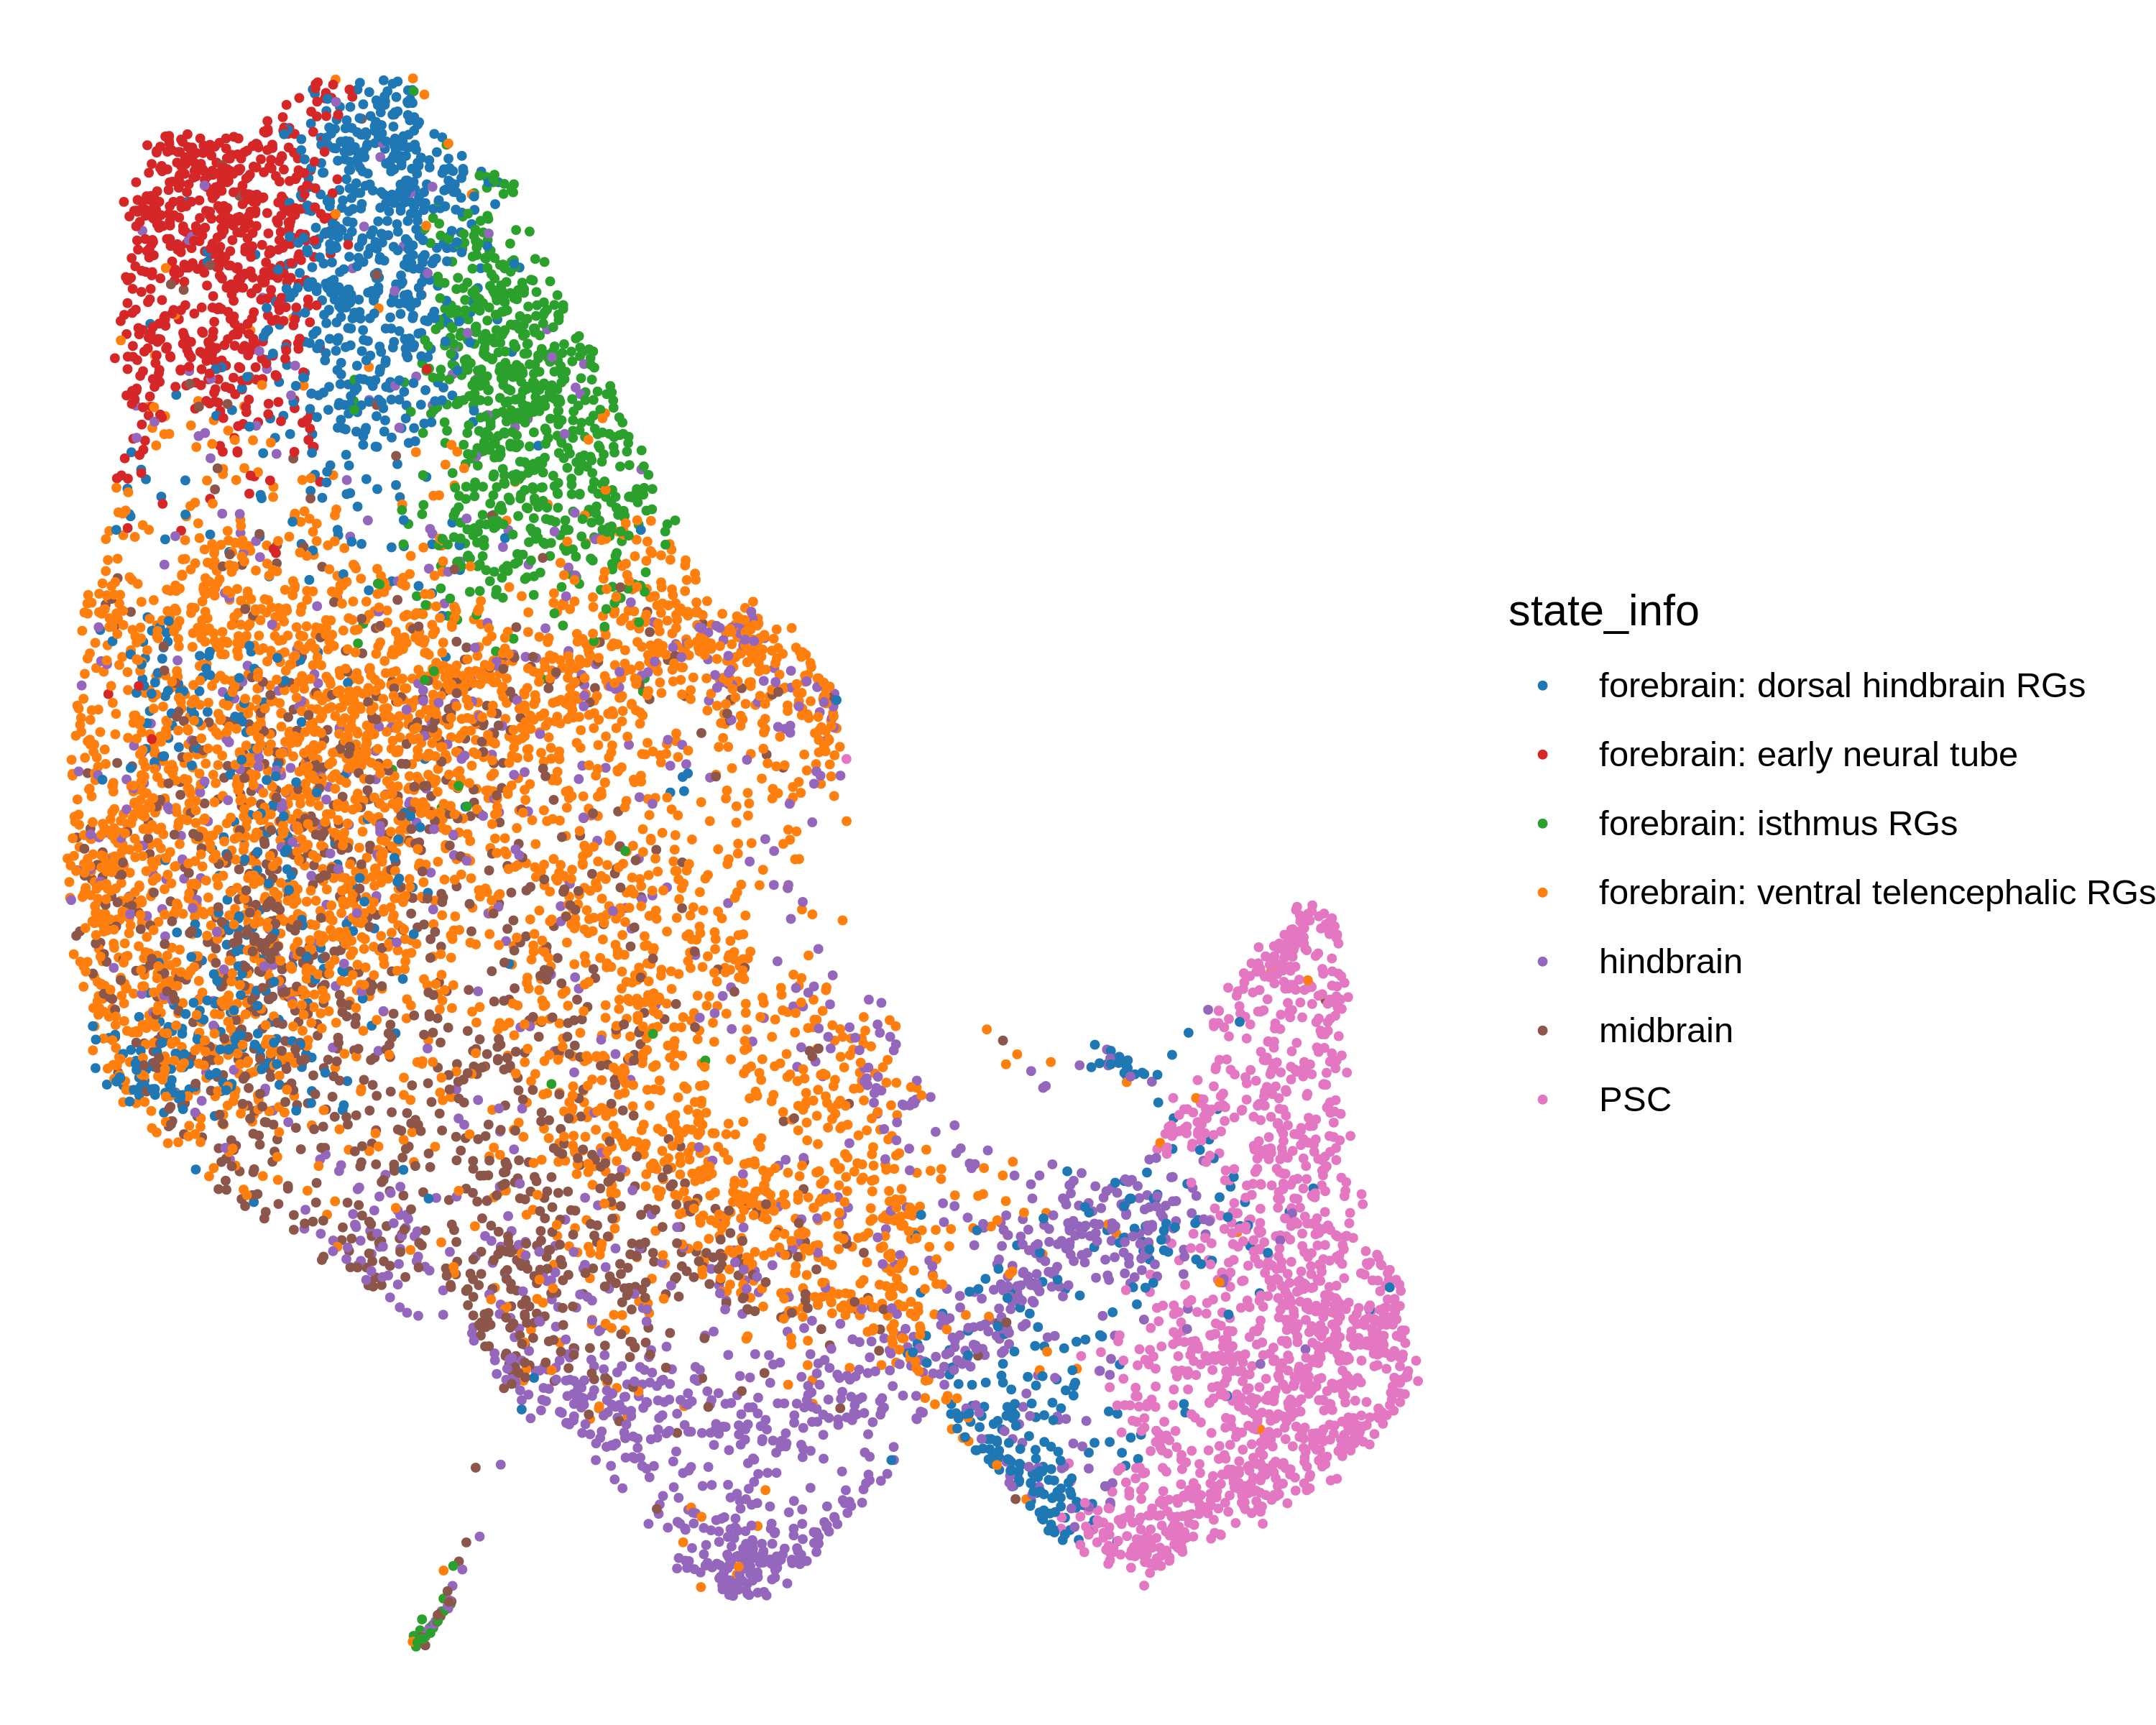 state_info
forebrain: dorsal hindbrain RGs
forebrain: early neural tube
forebrain: isthmus RGs
forebrain: ventral telencephalic RGs
hindbrain
midbrain
PSC